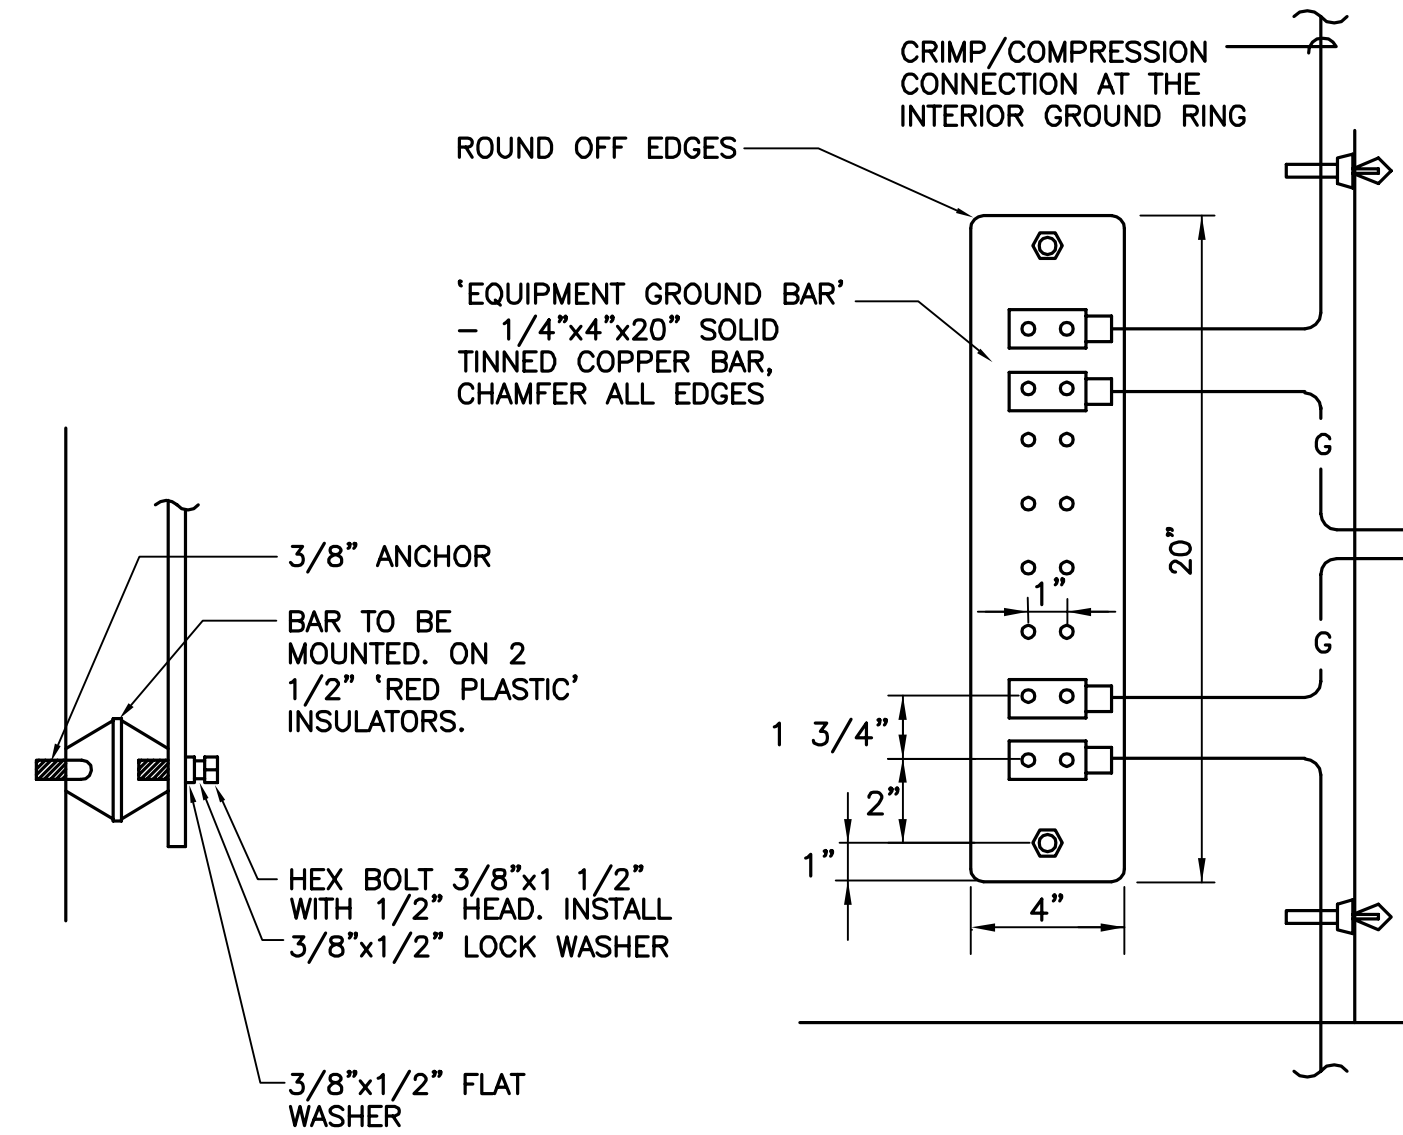 CRIMP/COMPRESSION
CONNECTION AT THE
INTERIOR GROUND RING
ROUND OFF EDGES
‘EQUIPMENT GROUND BAR’
– 1/4”x4”x20” SOLID
TINNED COPPER BAR,
CHAMFER ALL EDGES
G
20”
1”
G
3/8” ANCHOR
BAR TO BE
MOUNTED. ON 2
1/2” ‘RED PLASTIC’
INSULATORS.
1 3/4”
2”
1”
4”
HEX BOLT 3/8”x1 1/2”
WITH 1/2” HEAD. INSTALL
3/8”x1/2” LOCK WASHER
3/8”x1/2” FLAT
WASHER